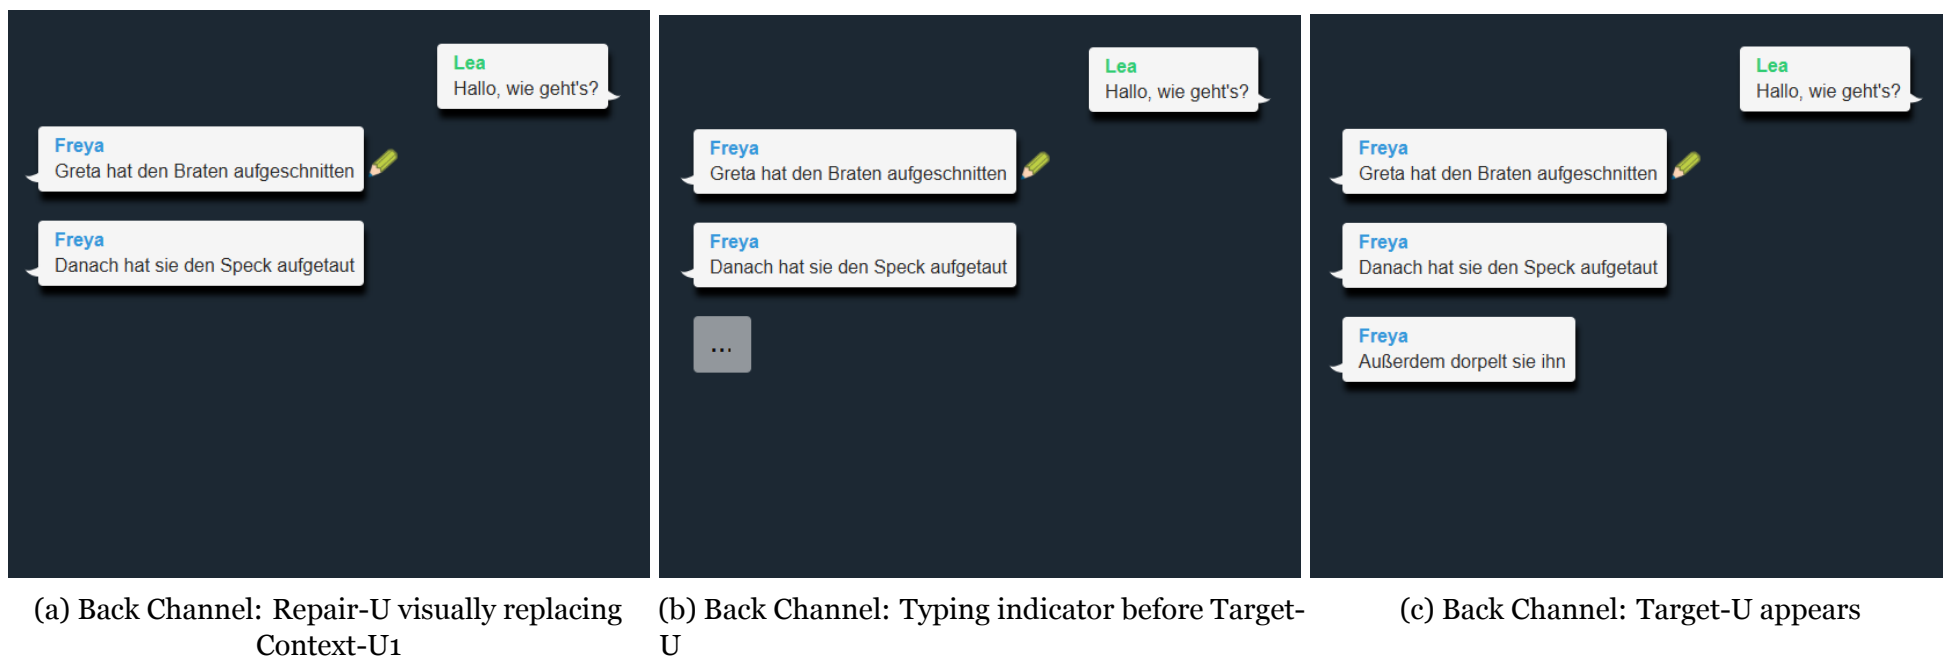 Lea
Hallo, wie geht's?
Freya
Greta hat den Braten aufgeschnitten
Freya
Danach hat sie den Speck aufgetaut
(a) Back Channel: Repair-U visually replacing
Context-U1
Lea
Hallo, wie geht's?
Freya
Greta hat den Braten aufgeschnitten
Freya
Danach hat sie den Speck aufgetaut
...
(b) Back Channel: Typing indicator before Target-
U
Lea
Hallo, wie geht's?
Freya
Greta hat den Braten aufgeschnitten
Freya
Danach hat sie den Speck aufgetaut
Freya
Außerdem dorpelt sie ihn
(c) Back Channel: Target-U appears